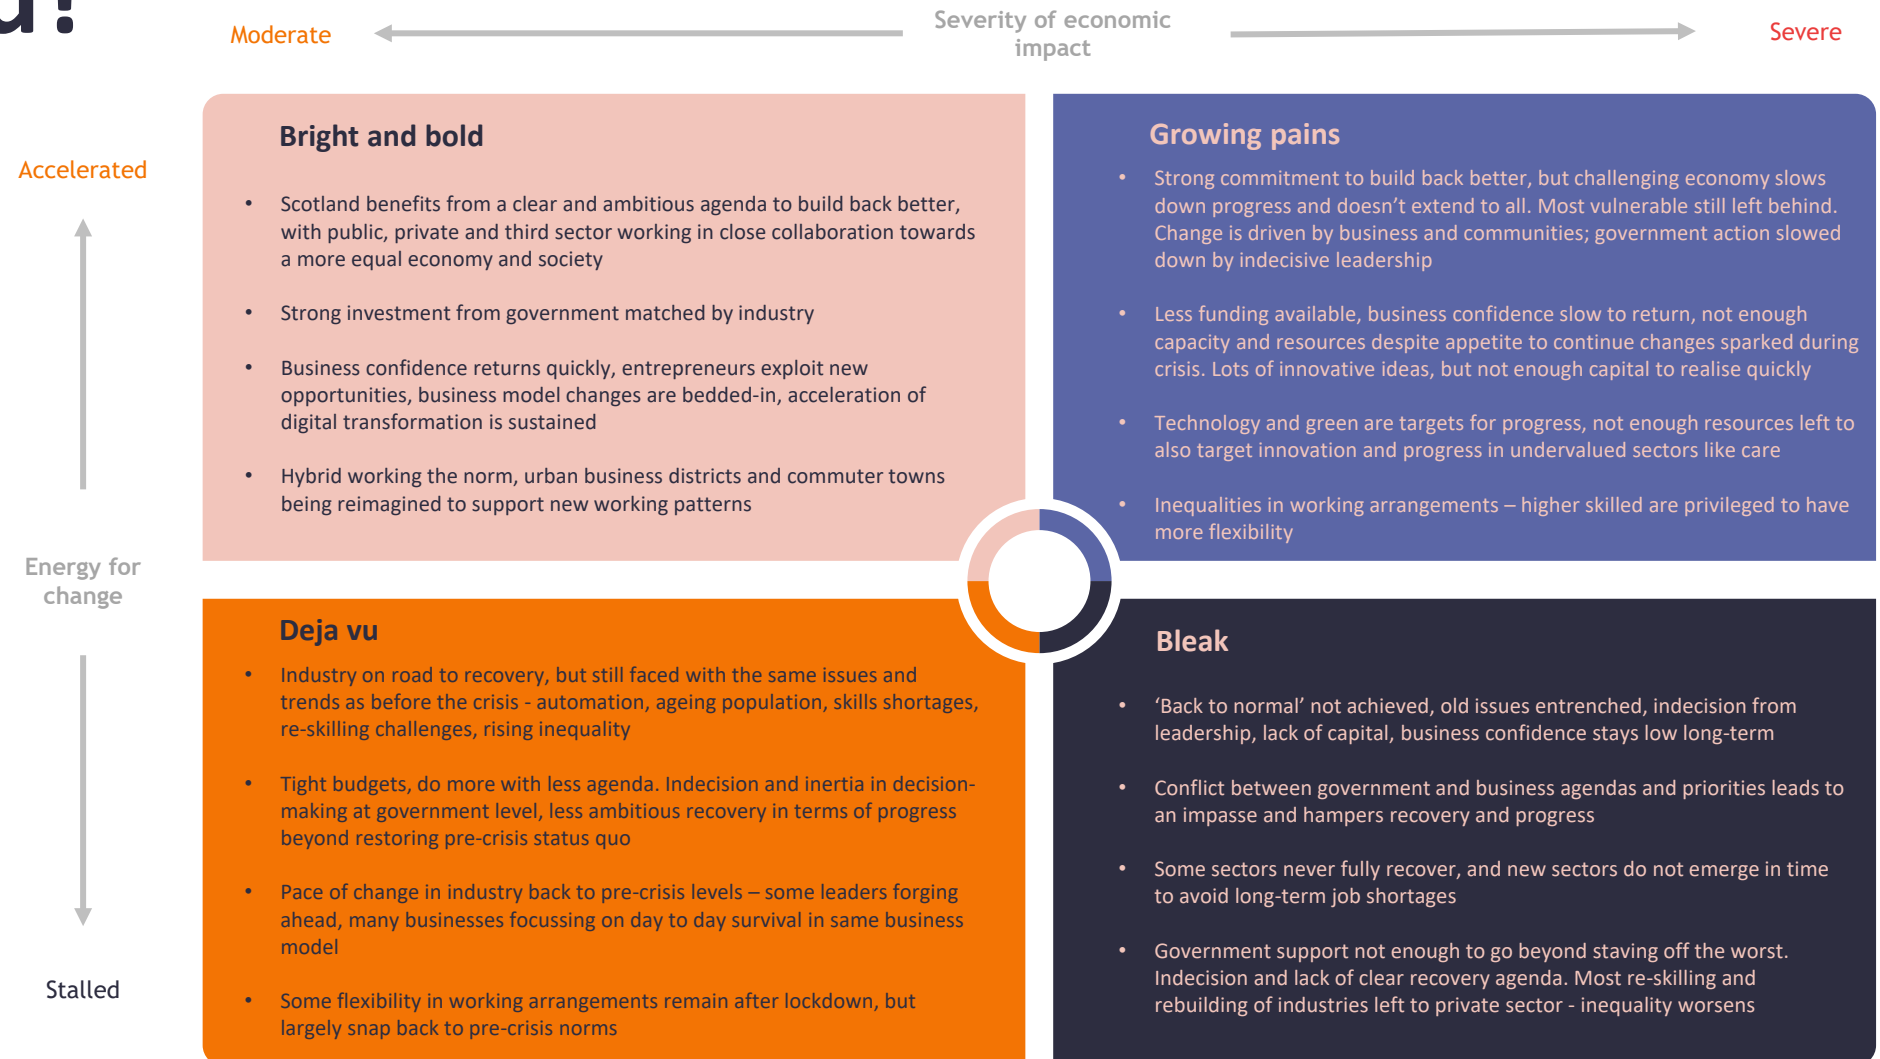 Moderate
Severity of economic
impact
Severe
Accelerated
Energy for
change
Stalled
Bright and bold
• Scotland benefits from a clear and ambitious agenda to build back better,
with public, private and third sector working in close collaboration towards
a more equal economy and society
• Strong investment from government matched by industry
• Business confidence returns quickly, entrepreneurs exploit new
opportunities, business model changes are bedded-in, acceleration of
digital transformation is sustained
• Hybrid working the norm, urban business districts and commuter towns
being reimagined to support new working patterns
Growing pains
• Strong commitment to build back better, but challenging economy slows
down progress and doesn’t extend to all. Most vulnerable still left behind.
Change is driven by business and communities; government action slowed
down by indecisive leadership
• Less funding available, business confidence slow to return, not enough
capacity and resources despite appetite to continue changes sparked during
crisis. Lots of innovative ideas, but not enough capital to realise quickly
• Technology and green are targets for progress, not enough resources left to
also target innovation and progress in undervalued sectors like care
• Inequalities in working arrangements – higher skilled are privileged to have
more flexibility
Deja vu
• Industry on road to recovery, but still faced with the same issues and
trends as before the crisis - automation, ageing population, skills shortages,
re-skilling challenges, rising inequality
• Tight budgets, do more with less agenda. Indecision and inertia in decision-
making at government level, less ambitious recovery in terms of progress
beyond restoring pre-crisis status quo
• Pace of change in industry back to pre-crisis levels – some leaders forging
ahead, many businesses focussing on day to day survival in same business
model
• Some flexibility in working arrangements remain after lockdown, but
largely snap back to pre-crisis norms
Bleak
• ‘Back to normal’ not achieved, old issues entrenched, indecision from
leadership, lack of capital, business confidence stays low long-term
• Conflict between government and business agendas and priorities leads to
an impasse and hampers recovery and progress
• Some sectors never fully recover, and new sectors do not emerge in time
to avoid long-term job shortages
• Government support not enough to go beyond staving off the worst.
Indecision and lack of clear recovery agenda. Most re-skilling and
rebuilding of industries left to private sector - inequality worsens